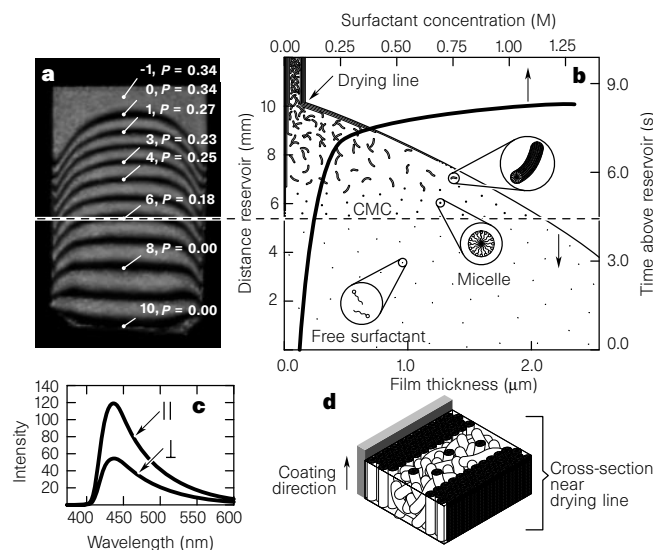 Surfactant concentration (M)
0.00 0.25 0.50 0.75 1.00 1.25
a
-1, P = 0.34
0, P = 0.34
1, P = 0.27
3, P = 0.23
4, P = 0.25
6, P = 0.18
8, P = 0.00
10, P = 0.00
b
Drying line
Distance reservoir (mm)
10
8
6
4
2
Time above reservoir (s)
9.0
6.0
3.0
0.0
CMC
Micelle
Free surfactant
0.0 1.0 2.0
Film thickness (μm)
c
Intensity
140
120
100
80
60
40
20
||
⊥
400 450 500 550 600
Wavelength (nm)
d
Coating
direction
Cross-section
near
drying line